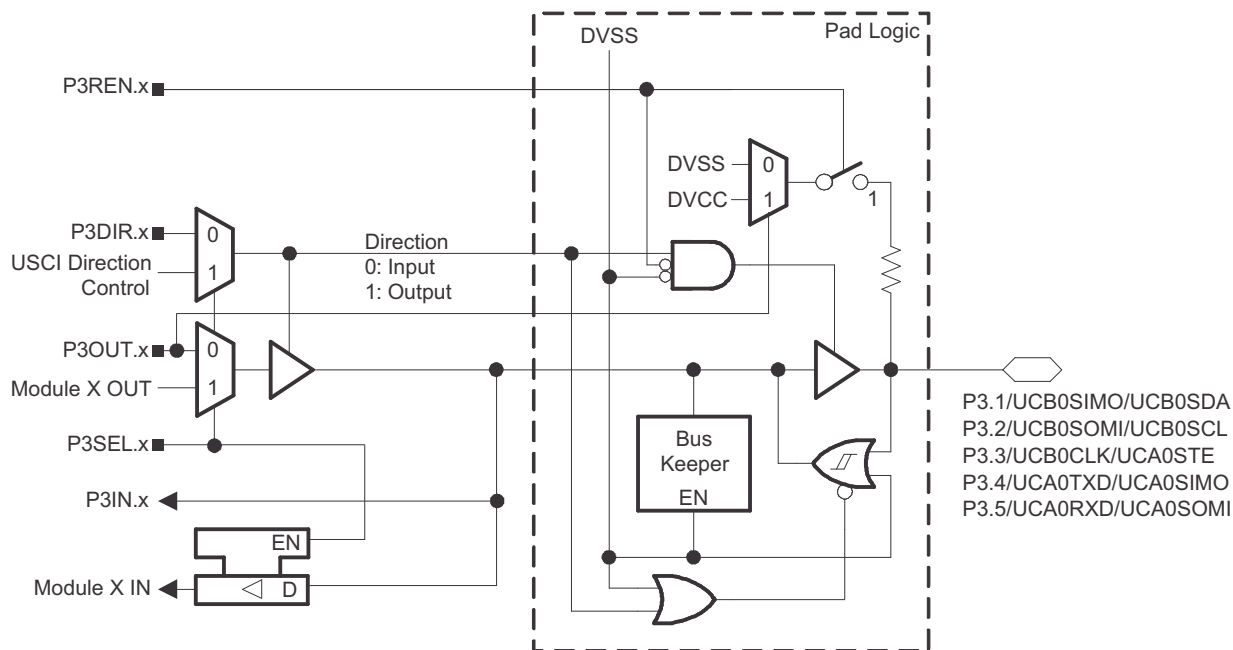 Pad Logic
DVSS
P3REN.x
DVSS
0
DVCC
1
1
P3DIR.x
0
USCI Direction
Control
1
Direction
0: Input
1: Output
P3OUT.x
0
Module X OUT
1
P3SEL.x
Bus
Keeper
EN
P3.1/UCB0SIMO/UCB0SDA
P3.2/UCB0SOMI/UCB0SCL
P3.3/UCB0CLK/UCA0STE
P3.4/UCA0TXD/UCA0SIMO
P3.5/UCA0RXD/UCA0SOMI
P3IN.x
EN
Module X IN
D